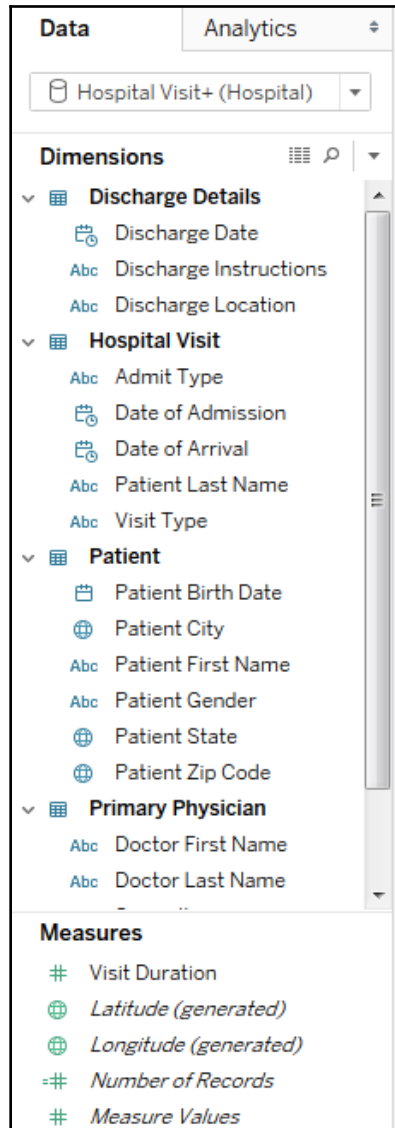 Data Analytics
Hospital Visit+ (Hospital)
Dimensions
Discharge Details
Discharge Date
Abc Discharge Instructions
Abc Discharge Location
Hospital Visit
Abc Admit Type
Date of Admission
Date of Arrival
Abc Patient Last Name
Abc Visit Type
Patient
Patient Birth Date
Patient City
Abc Patient First Name
Abc Patient Gender
Patient State
Patient Zip Code
Primary Physician
Abc Doctor First Name
Abc Doctor Last Name
Measures
# Visit Duration
Latitude (generated)
Longitude (generated)
=# Number of Records
# Measure Values